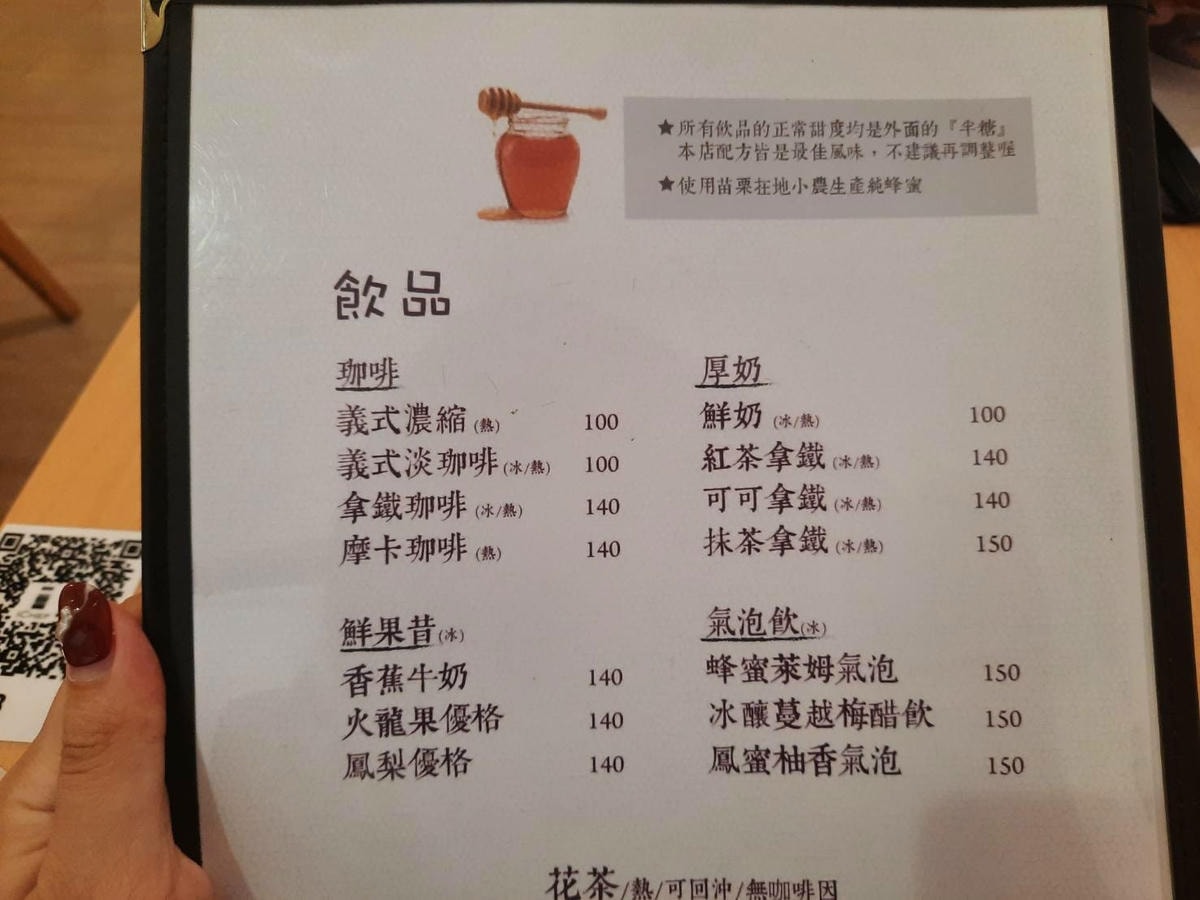 ★所有飲品的正常甜度均是外面的『半糖』
本店配方皆是最佳風味，不建議再調整喔
★使用苗栗在地小農生產純蜂蜜
飲品
珈啡
義式濃縮(熱) 100
義式淡珈啡(冰/熱) 100
拿鐵珈啡(冰/熱) 140
摩卡珈啡(熱) 140
厚奶
鮮奶(冰/熱) 100
紅茶拿鐵(冰/熱) 140
可可拿鐵(冰/熱) 140
抹茶拿鐵(冰/熱) 150
鮮果昔(冰)
香蕉牛奶 140
火龍果優格 140
鳳梨優格 140
氣泡飲(冰)
蜂蜜萊姆氣泡 150
冰釀蔓越梅醋飲 150
鳳蜜柚香氣泡 150
花茶/熱/可回沖/無咖啡因